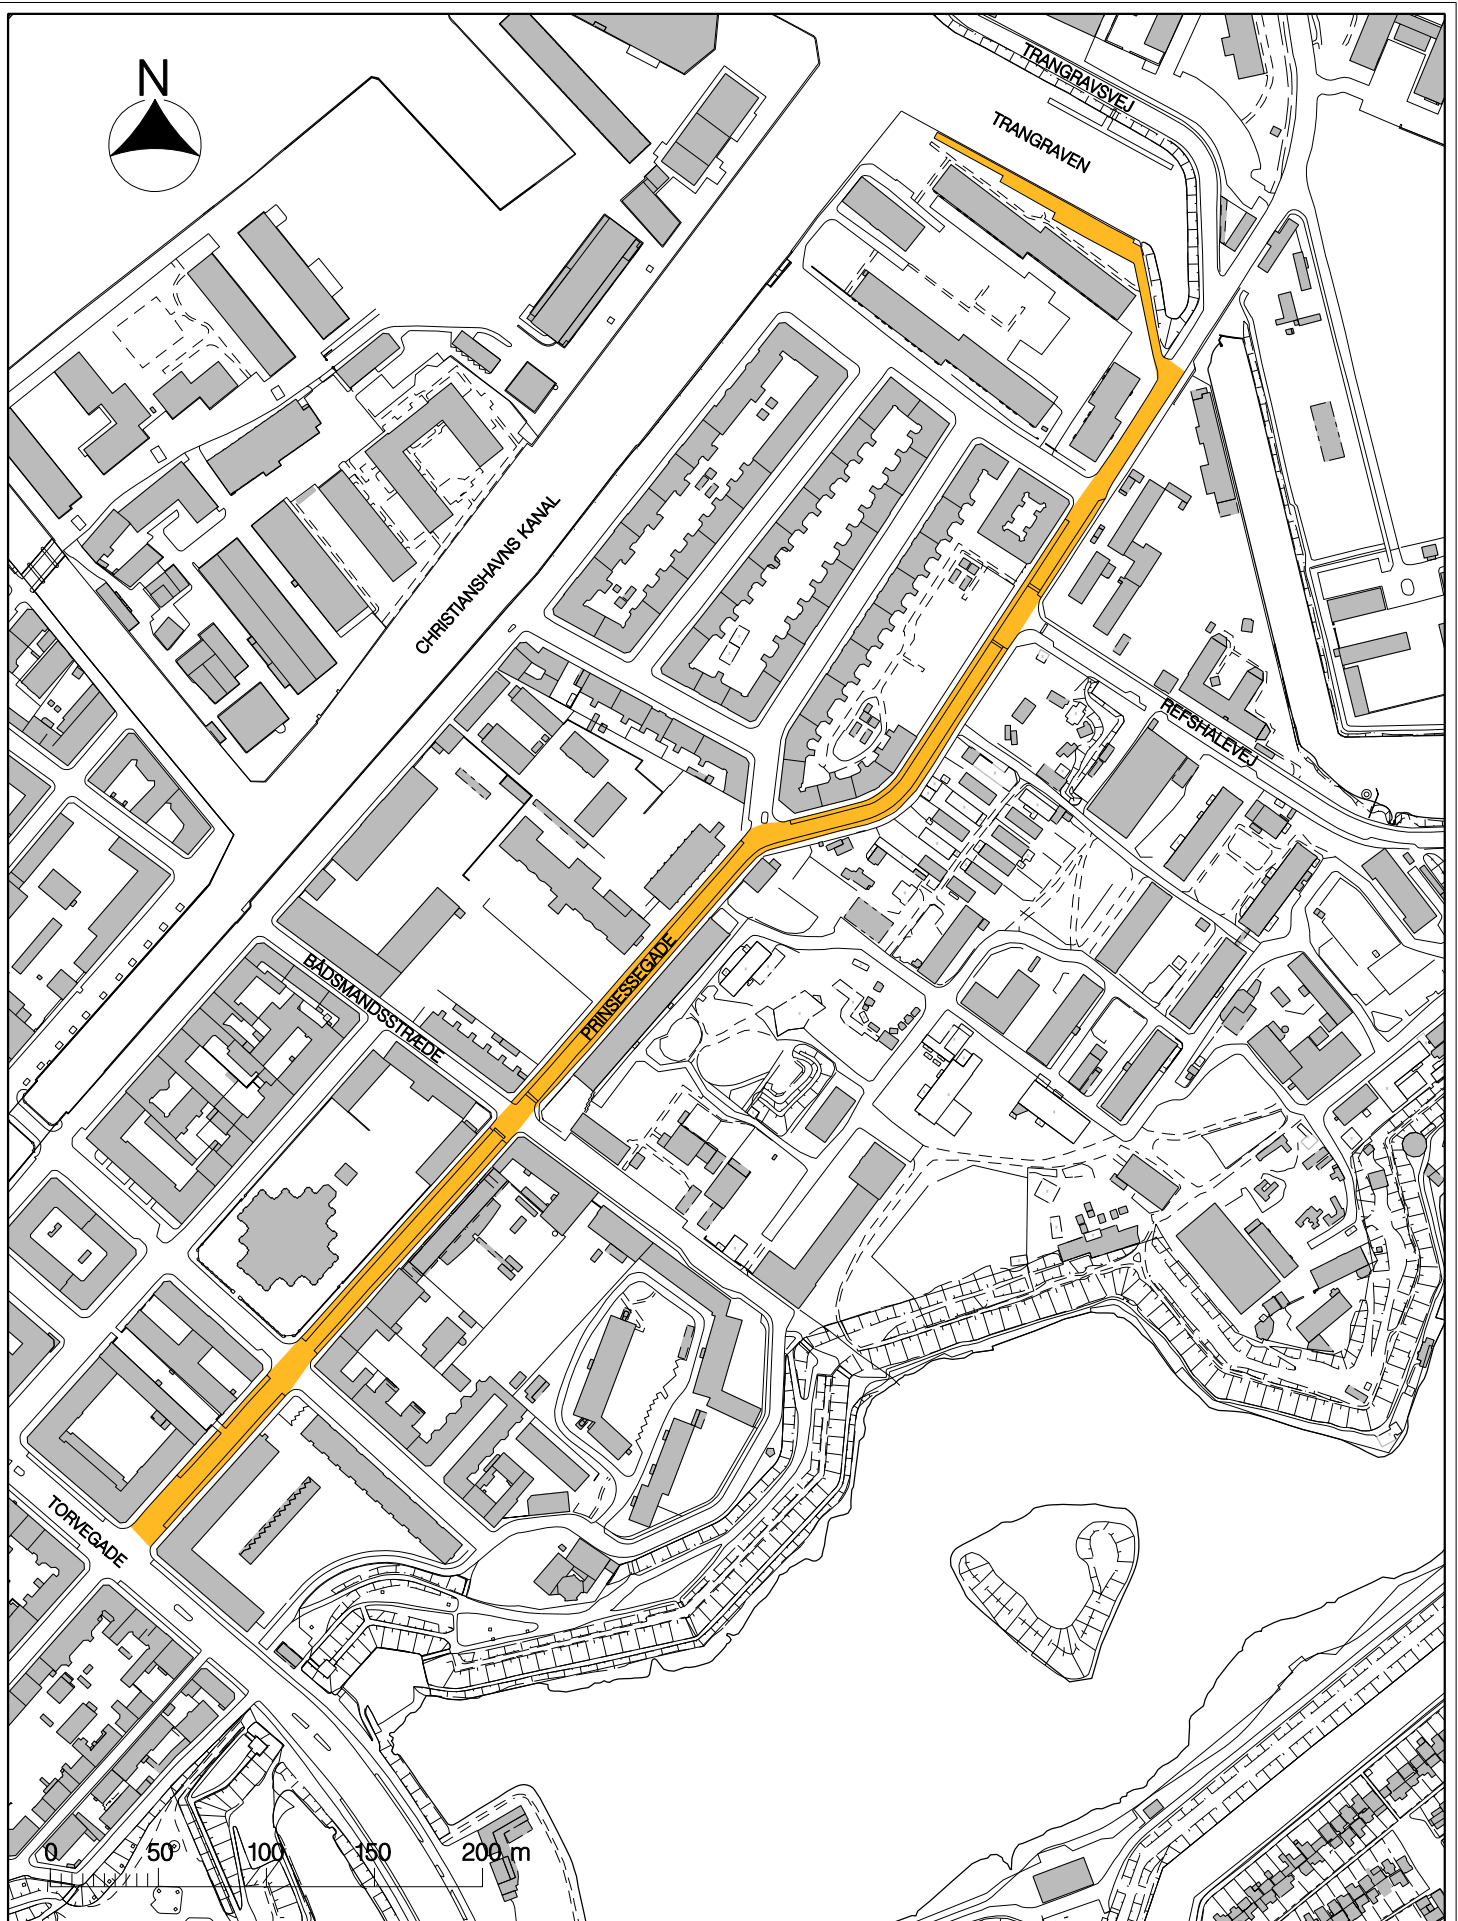 N
TRANGRAVSVEJ
TRANGRAVEN
CHRISTIANSHAVNS KANAL
REFSHALEVEJ
PRINSESSEGADE
BÅDSMANDSSTRÆDE
TORVEGADE
0 50 100 150 200 m